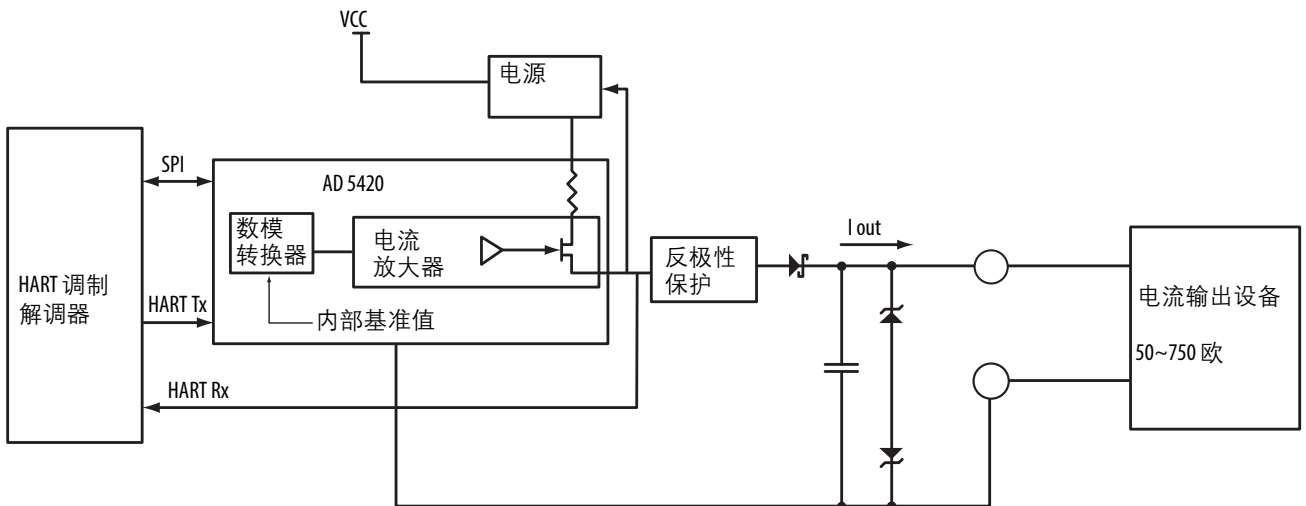 VCC
电源
SPI
AD 5420
数模
转换器
电流
放大器
I out
反极性
保护
HART 调制
解调器
HART Tx
内部基准值
电流输出设备
50~750 欧
HART Rx